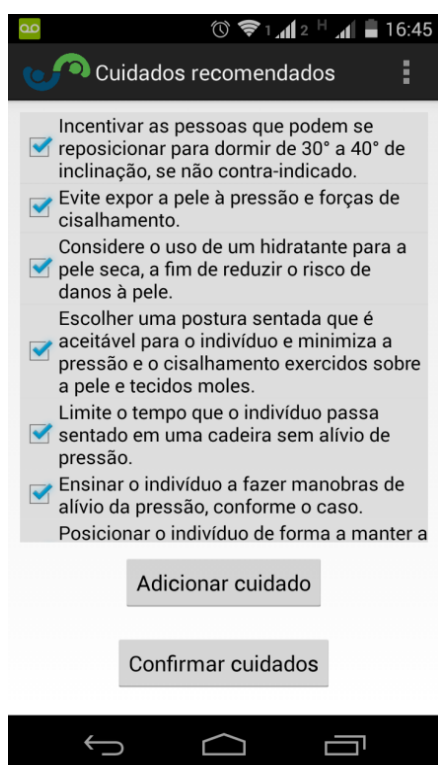 1 2 H 16:45
Cuidados recomendados
Incentivar as pessoas que podem se
reposicionar para dormir de 30° a 40° de
inclinação, se não contra-indicado.
Evite expor a pele à pressão e forças de
cisalhamento.
Considere o uso de um hidratante para a
pele seca, a fim de reduzir o risco de
danos à pele.
Escolher uma postura sentada que é
aceitável para o indivíduo e minimiza a
pressão e o cisalhamento exercidos sobre
a pele e tecidos moles.
Limite o tempo que o indivíduo passa
sentado em uma cadeira sem alívio de
pressão.
Ensinar o indivíduo a fazer manobras de
alívio da pressão, conforme o caso.
Posicionar o indivíduo de forma a manter a
Adicionar cuidado
Confirmar cuidados